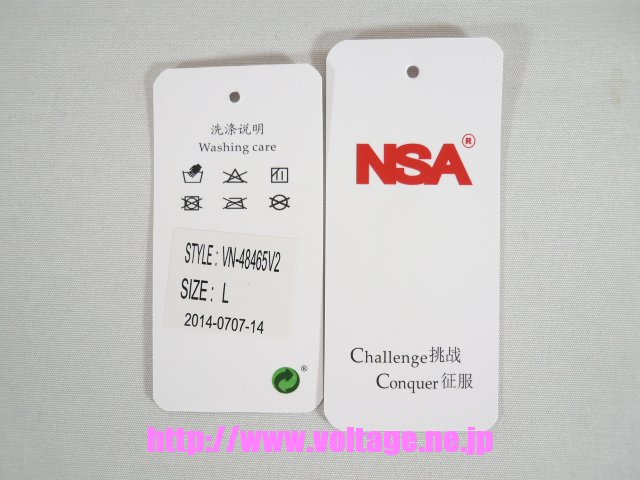 洗涤说明
Washing care
STYLE: VN-48465V2
SIZE: L
2014-0707-14
®
NSA®
Challenge挑战
Conquer征服
http://www.voltage.ne.jp